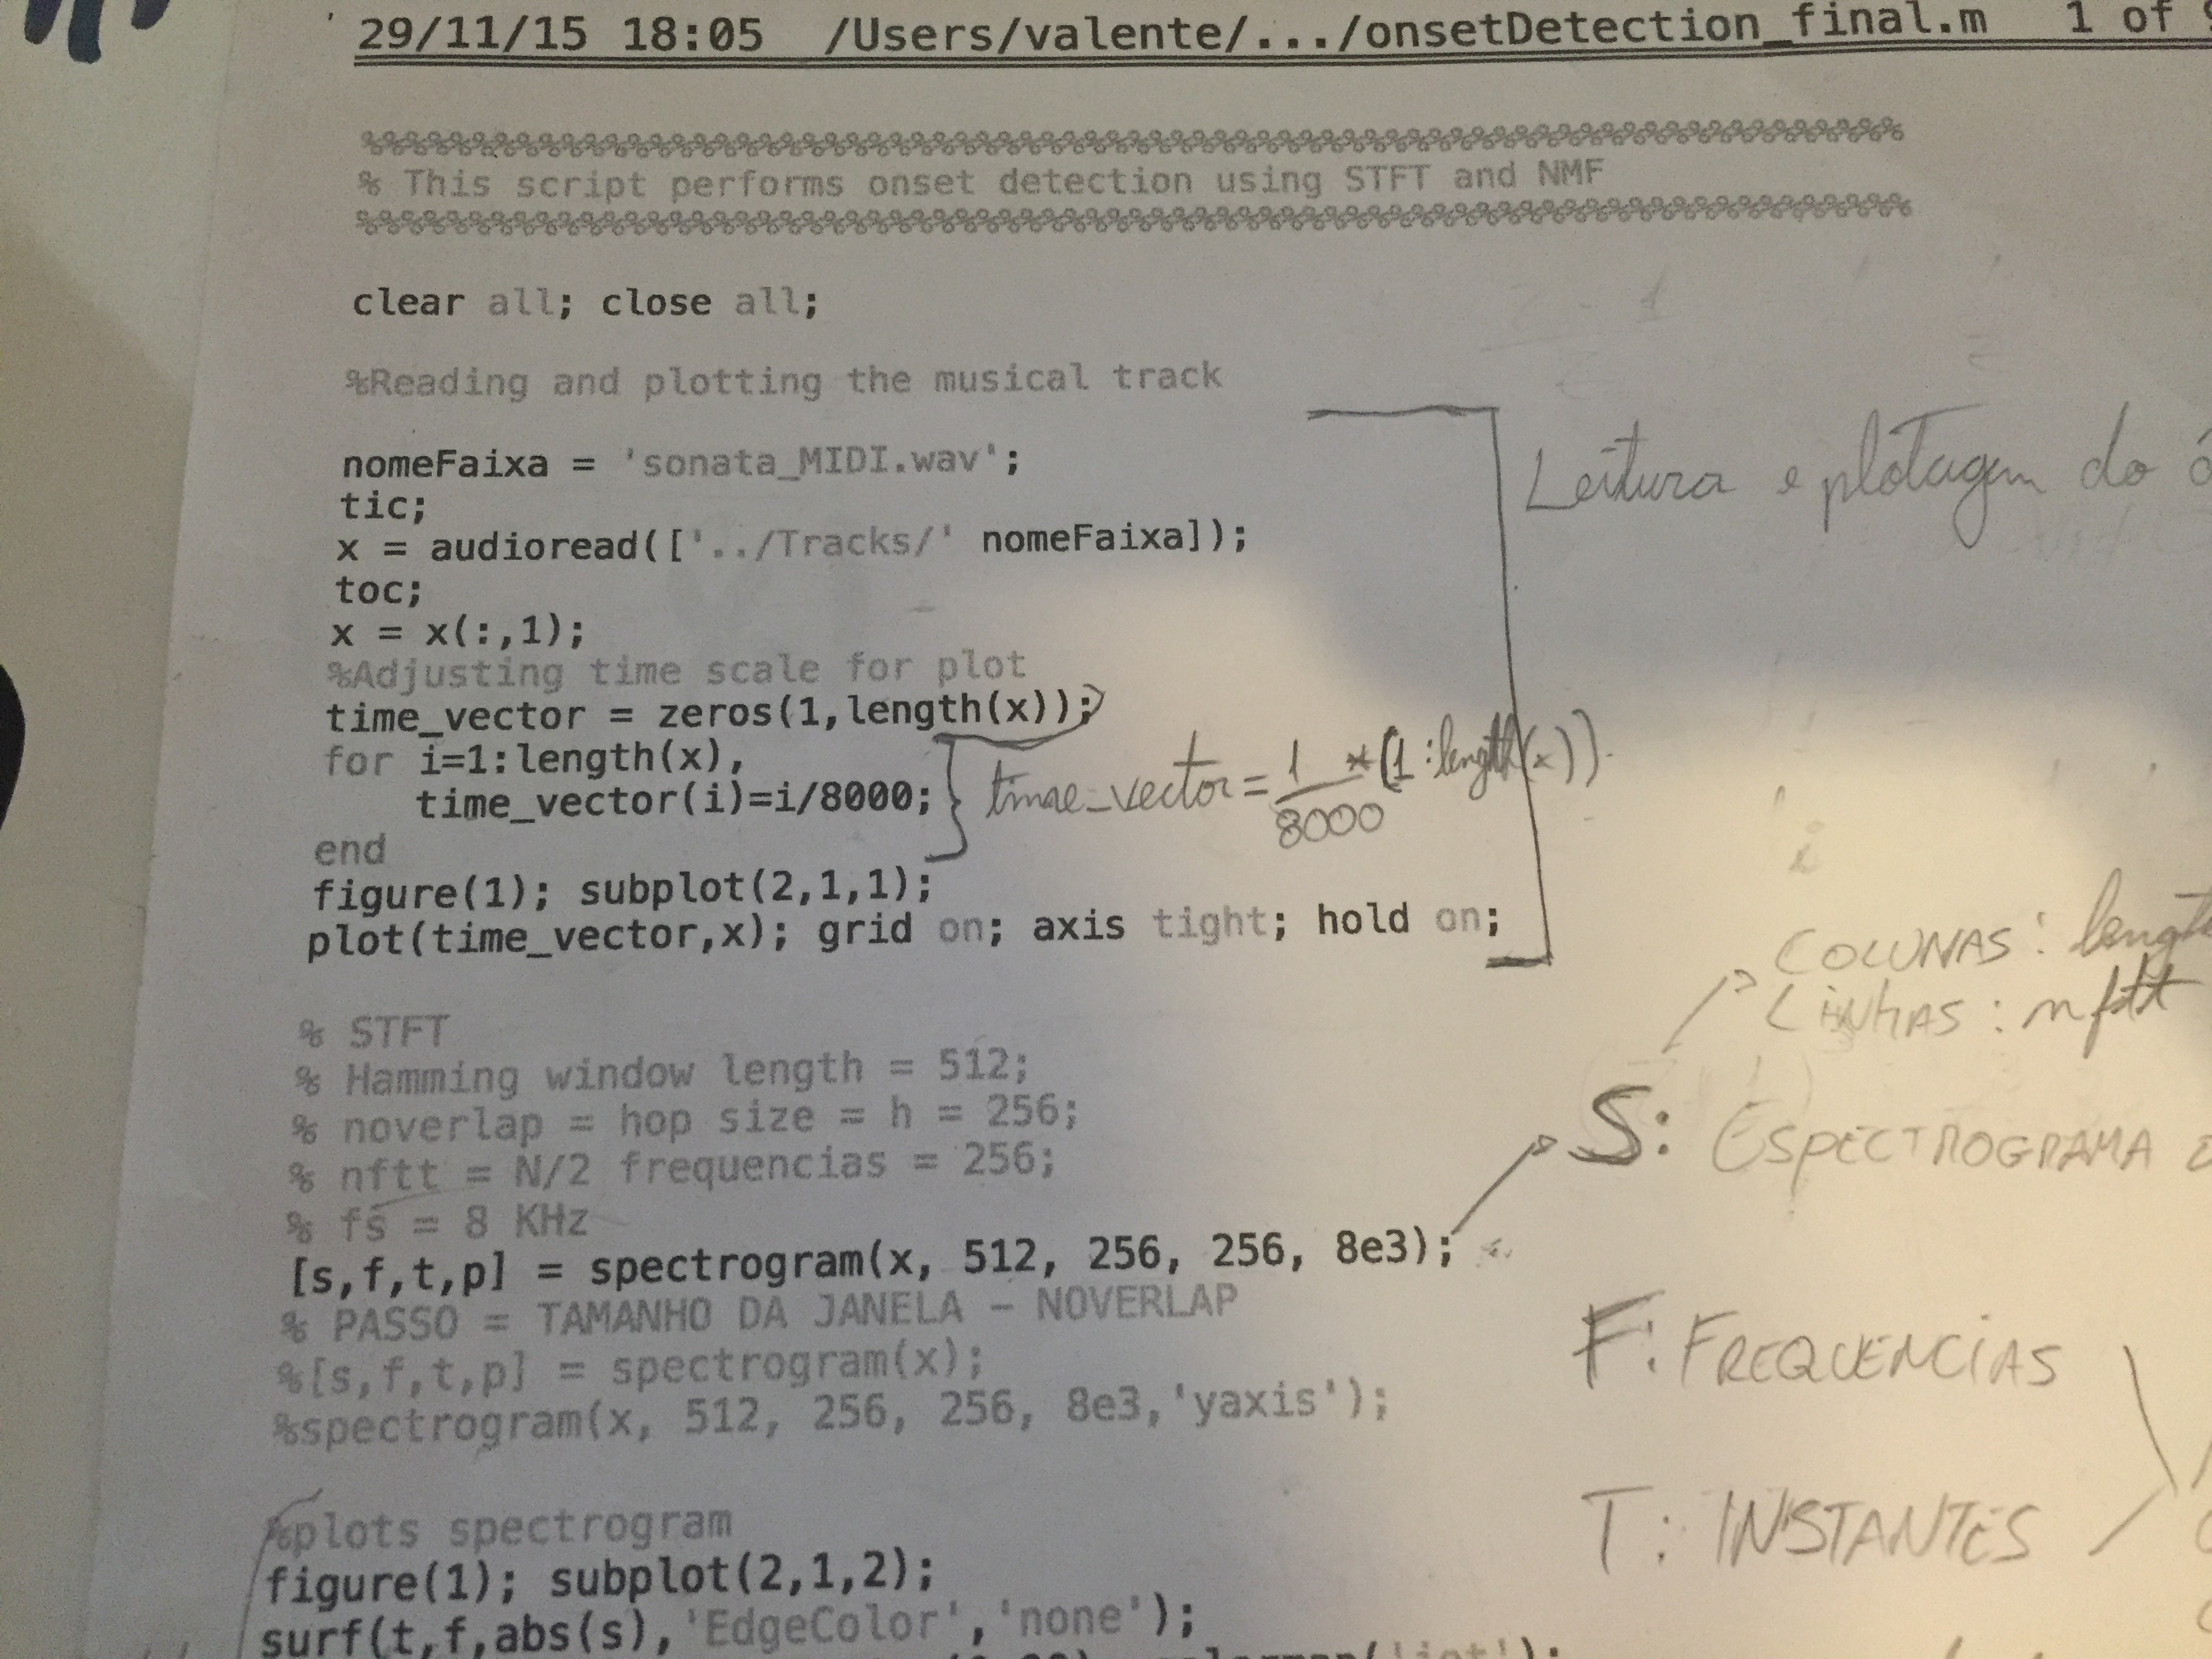 29/11/15 18:05 /Users/valente/.../onsetDetection_final.m 1 of
%%%%%%%%%%%%%%%%%%%%%%%%%%%%%%%%%%%%%%%%%%%%%%%%%%%%%%%%%%%%%%%%%%%%%%
% This script performs onset detection using STFT and NMF
%%%%%%%%%%%%%%%%%%%%%%%%%%%%%%%%%%%%%%%%%%%%%%%%%%%%%%%%%%%%%%%%%%%%%%
clear all; close all;
%Reading and plotting the musical track
nomeFaixa = 'sonata_MIDI.wav';
Leitura e plotagem do
tic;
x = audioread(['../Tracks/' nomeFaixa]);
toc;
x = x(:,1);
%Adjusting time scale for plot
time_vector = zeros(1,length(x));
for i=1:length(x),
time_vector(i)=i/8000;
time_vector = 1/8000 * (1:length(x))
end
figure(1); subplot(2,1,1);
plot(time_vector,x); grid on; axis tight; hold on;
COLUNAS: length
LINHAS: nftt
% STFT
% Hamming window length = 512;
% noverlap = hop size = h = 256;
% nftt = N/2 frequencias = 256;
S: ESPECTROGRAMA
% fs = 8 KHz
[s,f,t,p] = spectrogram(x, 512, 256, 256, 8e3);
% PASSO = TAMANHO DA JANELA – NOVERLAP
%[s,f,t,p] = spectrogram(x);
F: FREQUENCIAS
%spectrogram(x, 512, 256, 256, 8e3,'yaxis');
T: INSTANTES
%plots spectrogram
figure(1); subplot(2,1,2);
surf(t,f,abs(s),'EdgeColor','none');